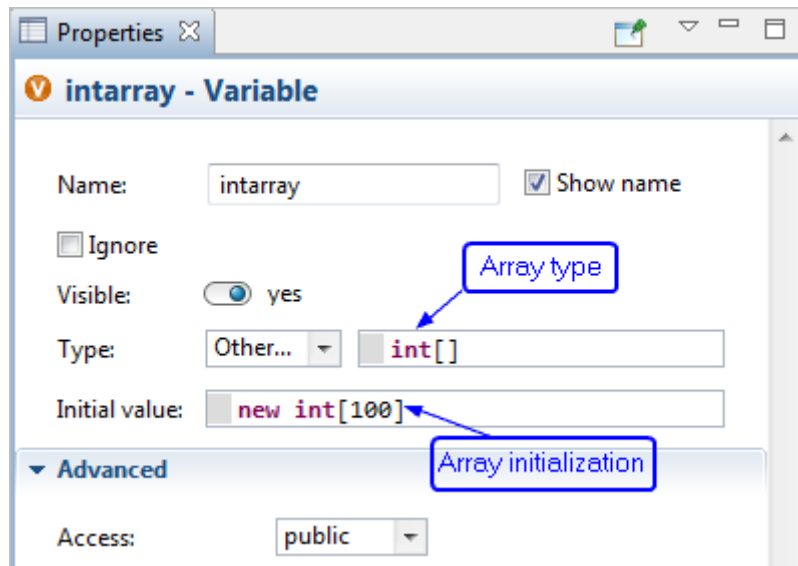 Properties
intarray - Variable
Name: intarray Show name
Ignore
Array type
Visible: yes
Type: Other... int[]
Initial value: new int[100]
Array initialization
Advanced
Access: public